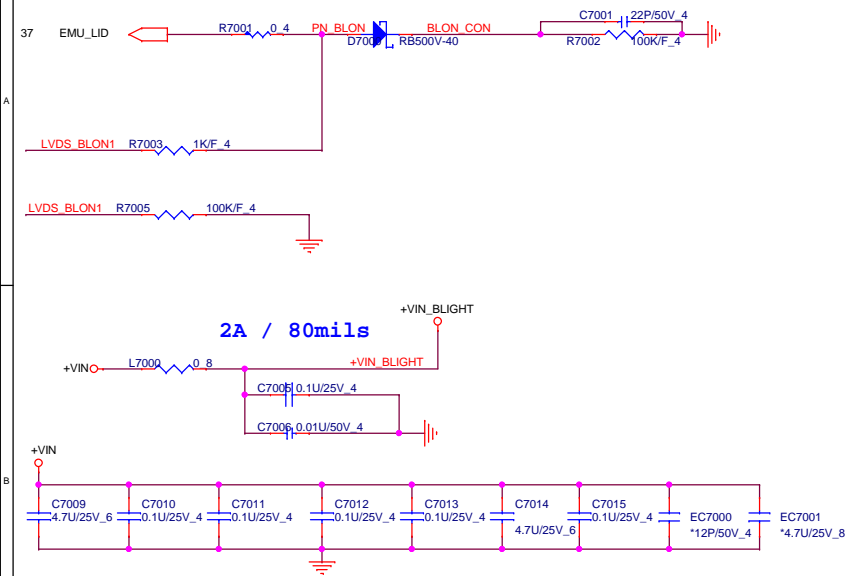 C7001 22P/50V_4
37 EMU_LID R7001 0_4 PN_BLON BLON_CON
RB500V-40 R7002 100K/F_4
A
LVDS_BLON1 R7003 1K/F_4
LVDS_BLON1 R7005 100K/F_4
+VIN_BLIGHT
2A / 80mils
+VIN L7000 0_8 +VIN_BLIGHT
C7005 0.1U/25V_4
C7006 0.01U/50V_4
+VIN
B
C7009 C7010 C7011 C7012 C7013 C7014 C7015 EC7000 EC7001
4.7U/25V_6 0.1U/25V_4 0.1U/25V_4 0.1U/25V_4 0.1U/25V_4 4.7U/25V_6 0.1U/25V_4 *12P/50V_4 *4.7U/25V_8